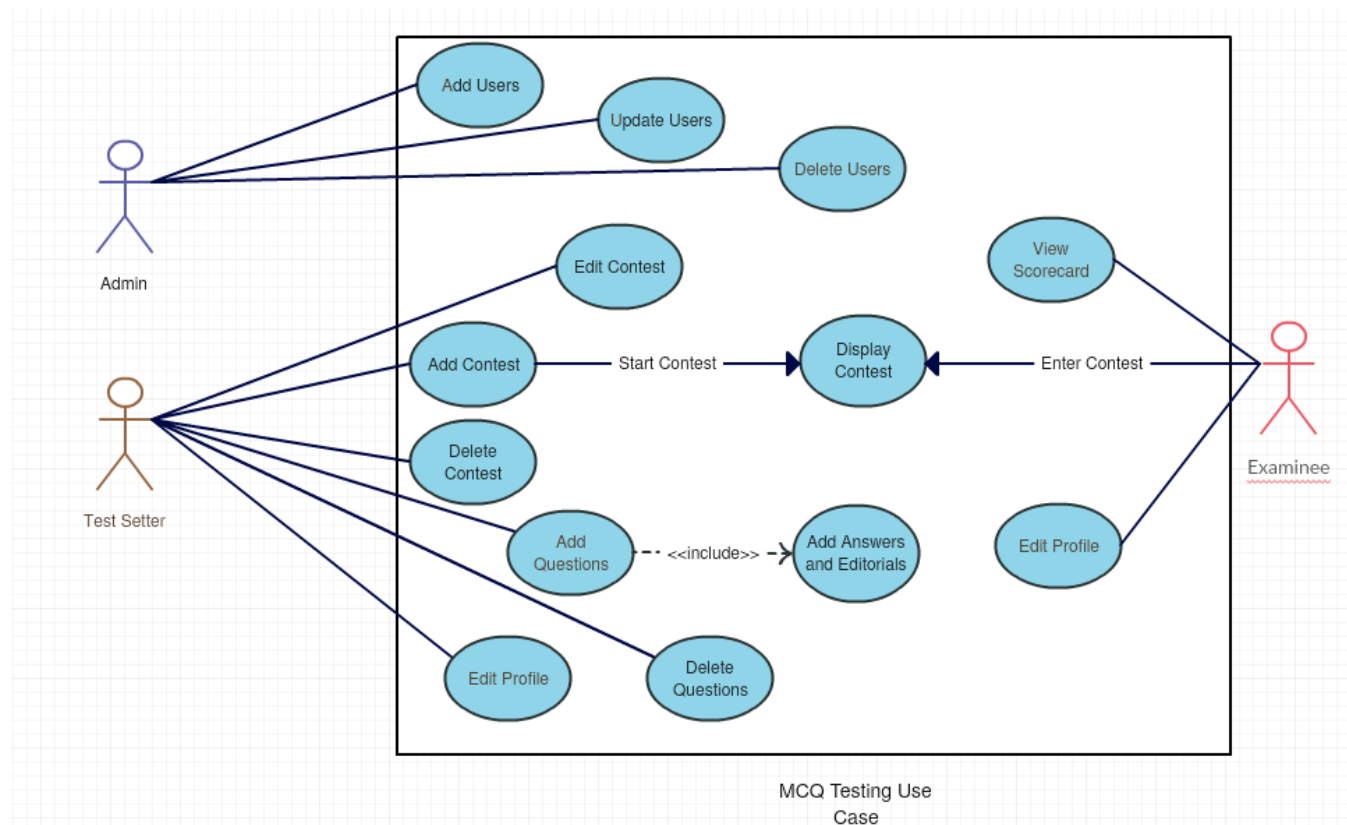 Add Users
Update Users
Delete Users
Admin
Edit Contest
View
Scorecard
Add Contest
Start Contest
Display
Contest
Enter Contest
Examinee
Delete
Contest
Test Setter
Add
Questions
<<include>>
Add Answers
and Editorials
Edit Profile
Edit Profile
Delete
Questions
MCQ Testing Use
Case